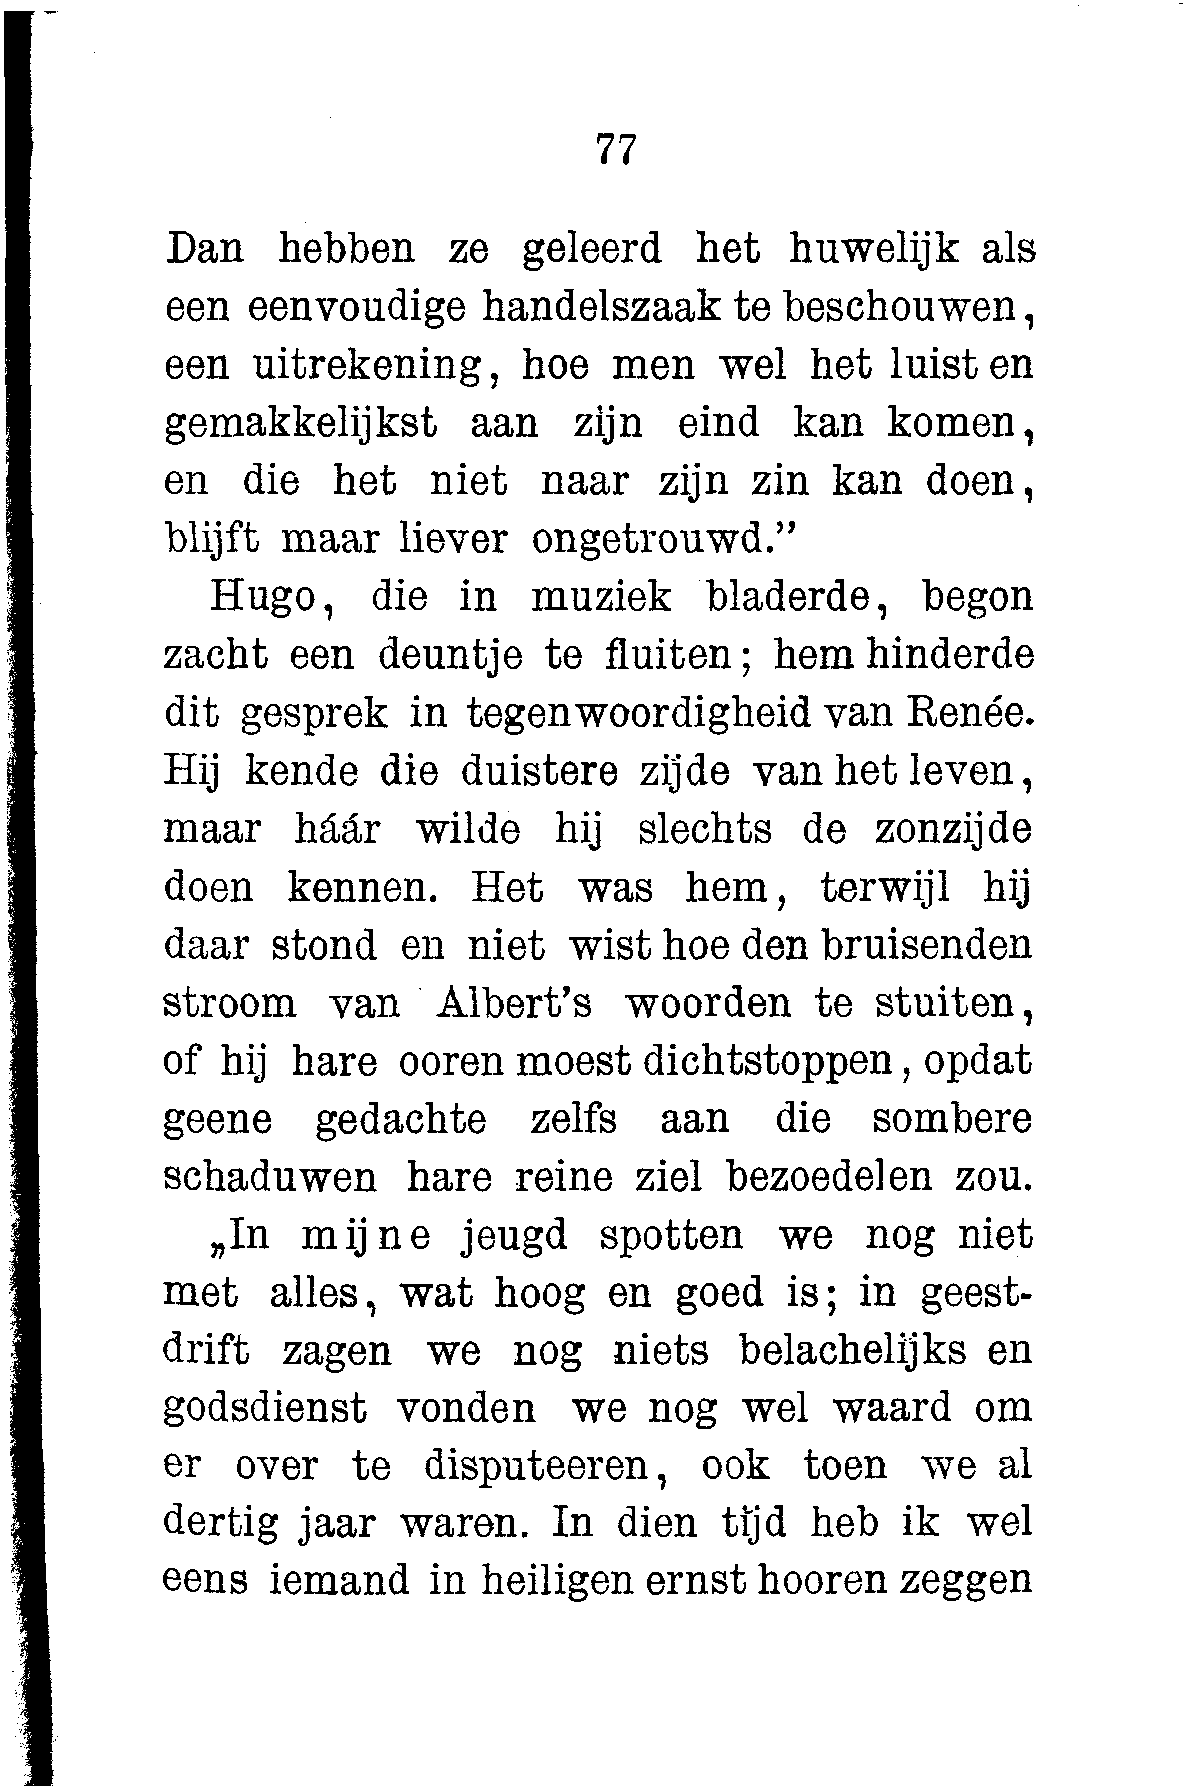 77
Dan hebben ze geleerd het huwelijk als
een eenvoudige handelszaak te beschouwen,
een uitrekening, hoe men wel het luist en
gemakkelijkst aan zijn eind kan komen,
en die het niet naar zijn zin kan doen,
blijft maar liever ongetrouwd."
Hugo, die in muziek bladerde, begon
zacht een deuntje te fluiten; hem hinderde
dit gesprek in tegenwoordigheid van Renée.
Hij kende die duistere zijde van het leven,
maar háár wilde hij slechts de zonzijde
doen kennen. Het was hem, terwijl hij
daar stond en niet wist hoe den bruisenden
stroom van Albert's woorden te stuiten,
of hij hare ooren moest dichtstoppen, opdat
geene gedachte zelfs aan die sombere
schaduwen hare reine ziel bezoedelen zou.
„In mijne jeugd spotten we nog niet
met alles, wat hoog en goed is; in geest-
drift zagen we nog niets belachelijks en
godsdienst vonden we nog wel waard om
er over te disputeeren, ook toen we al
dertig jaar waren. In dien tijd heb ik wel
eens iemand in heiligen ernst hooren zeggen